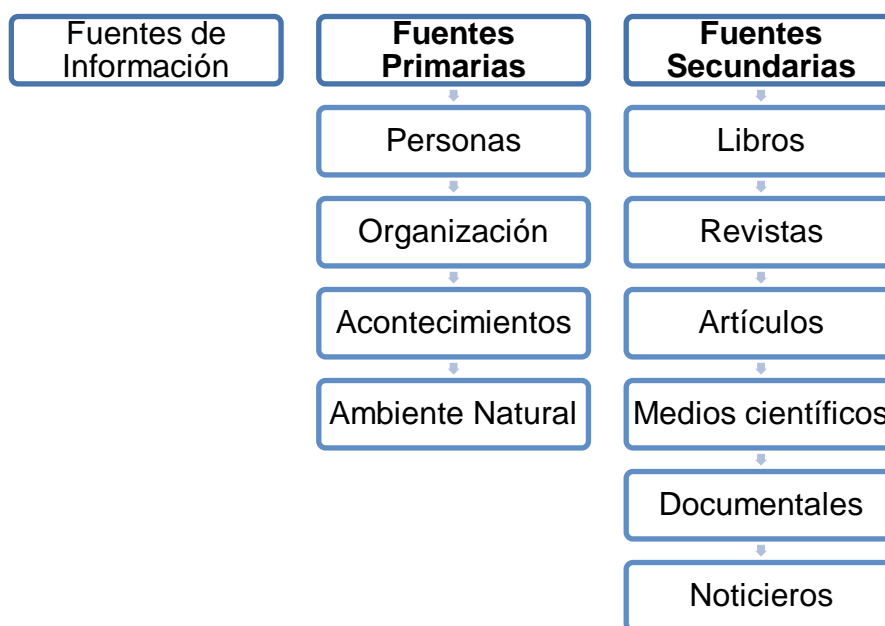 Fuentes de
Información
Fuentes
Primarias
Personas
Organización
Acontecimientos
Ambiente Natural
Fuentes
Secundarias
Libros
Revistas
Artículos
Medios científicos
Documentales
Noticieros